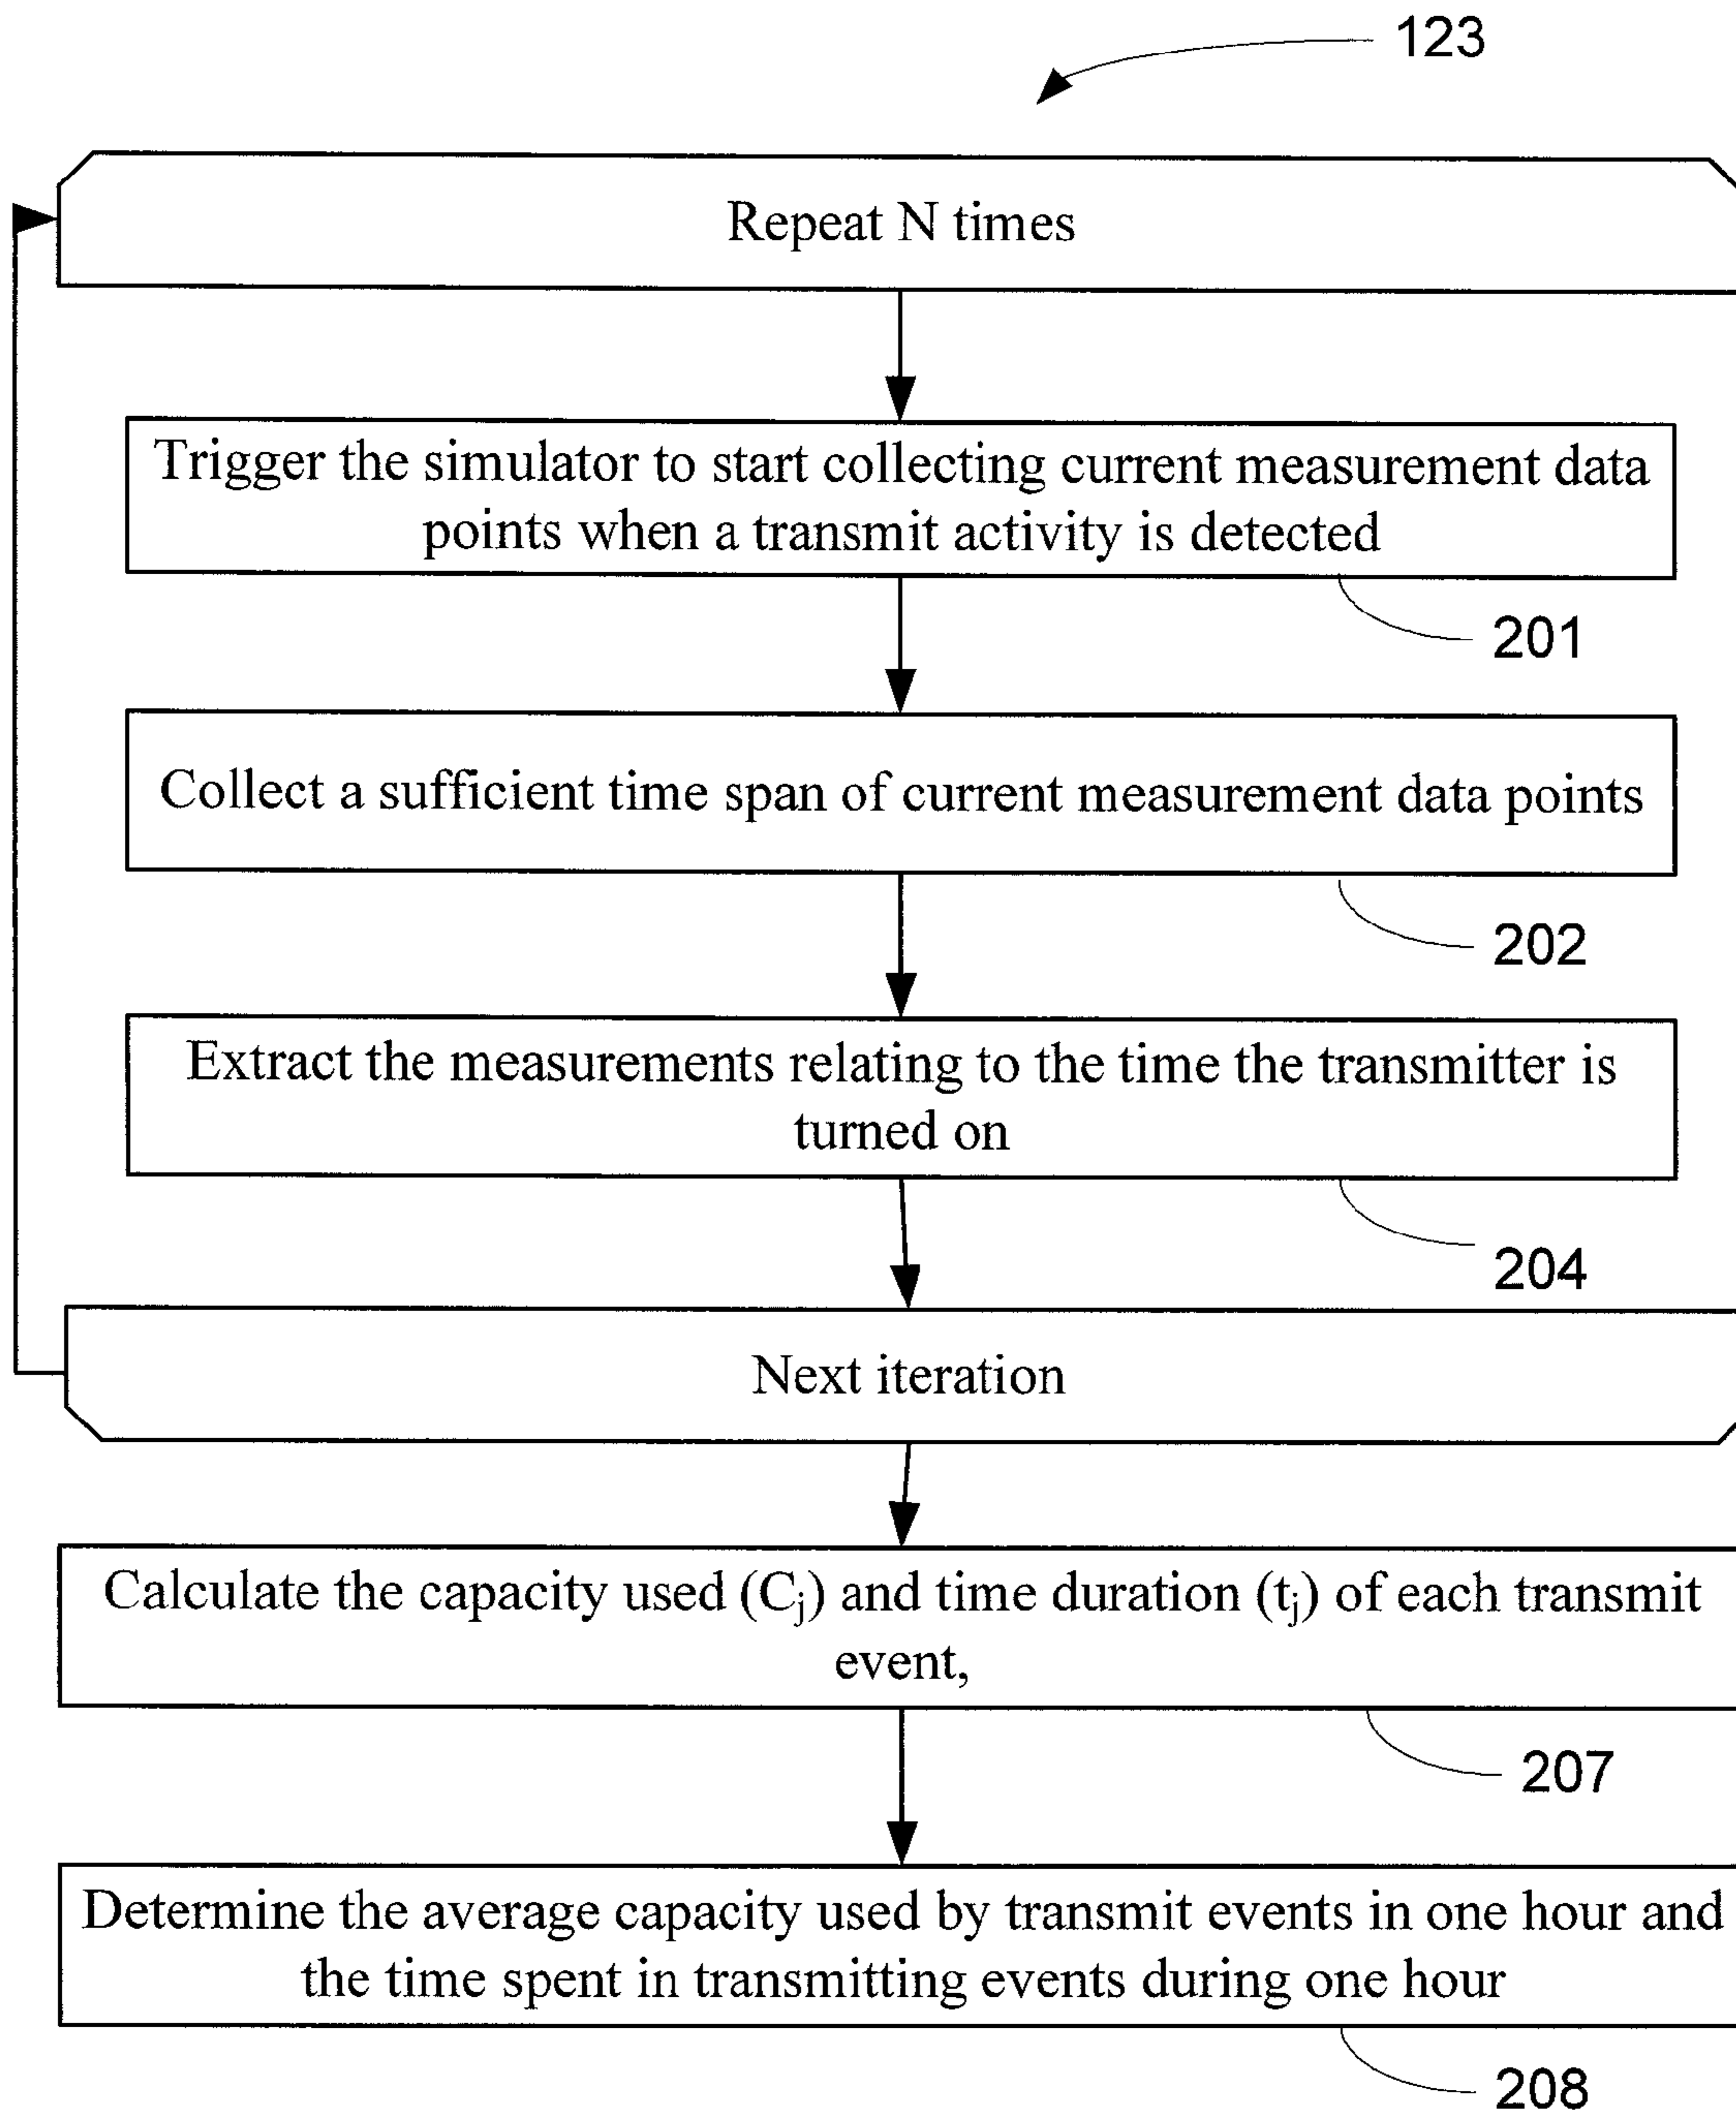 123
Repeat N times
Trigger the simulator to start collecting current measurement data
points when a transmit activity is detected
201
Collect a sufficient time span of current measurement data points
202
Extract the measurements relating to the time the transmitter is
turned on
204
Next iteration
Calculate the capacity used (Cj) and time duration (tj) of each transmit
event,
207
Determine the average capacity used by transmit events in one hour and
the time spent in transmitting events during one hour
208